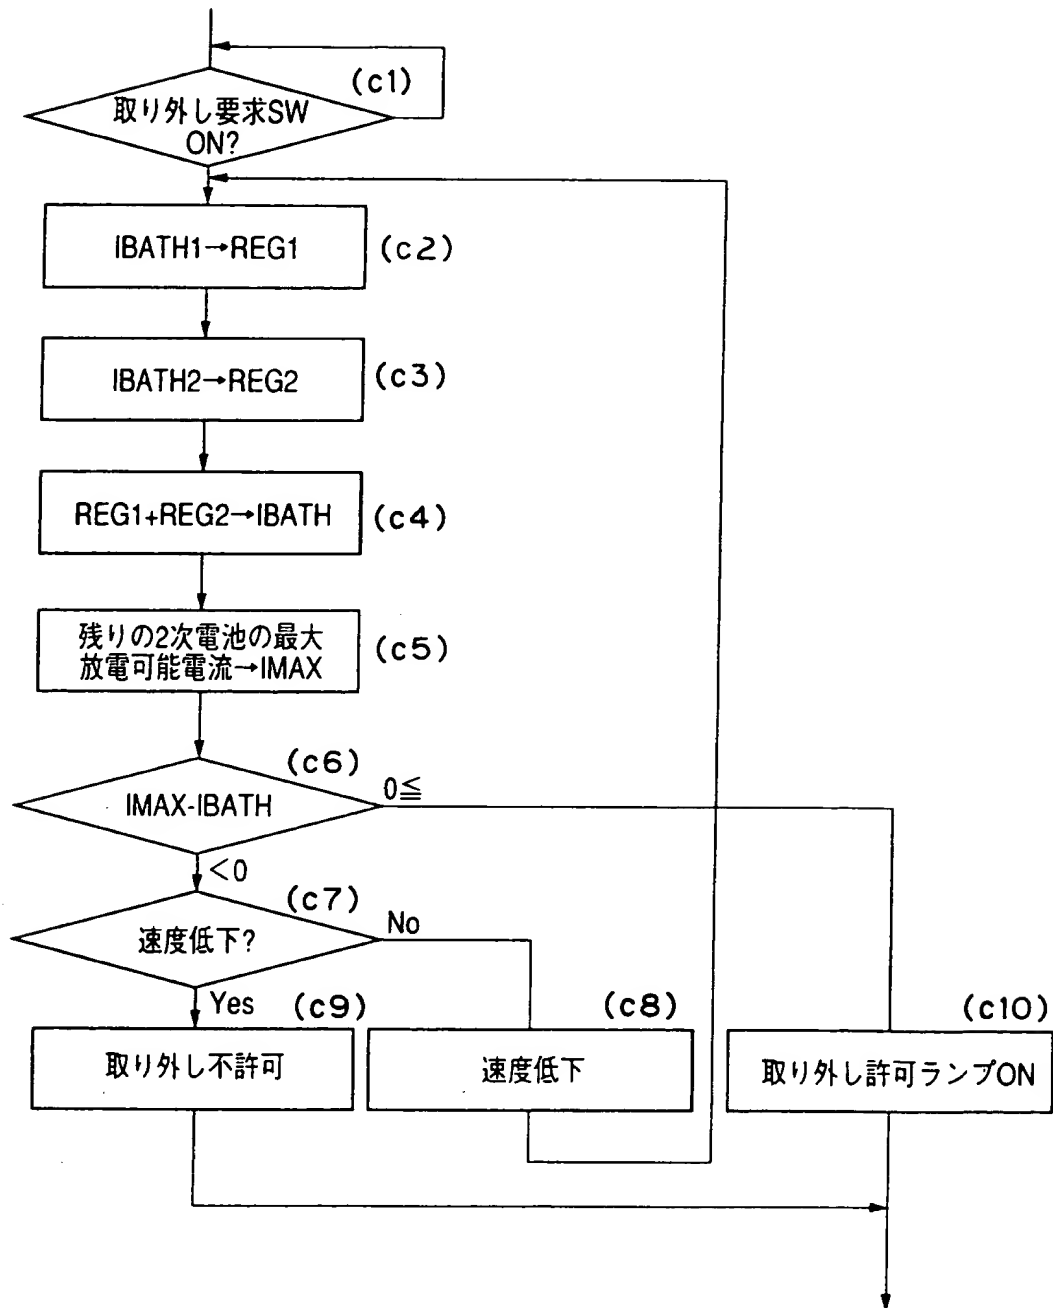 (c1)
取り外し要求SW
ON?
IBATH1→REG1
(c2)
IBATH2→REG2
(c3)
REG1+REG2→IBATH
(c4)
残りの2次電池の最大
放電可能電流→IMAX
(c5)
(c6)
IMAX-IBATH
0≦
<0
(c7)
速度低下?
No
Yes
(c9)
取り外し不許可
(c8)
速度低下
(c10)
取り外し許可ランプON